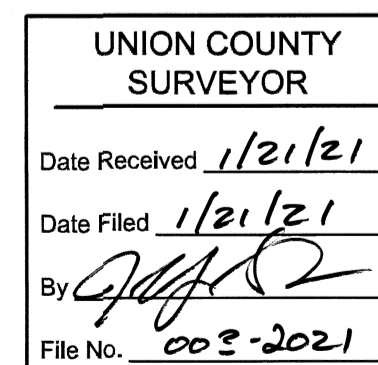 UNION COUNTY
SURVEYOR
Date Received 1/21/21
Date Filed 1/21/21
By
File No. 003-2021